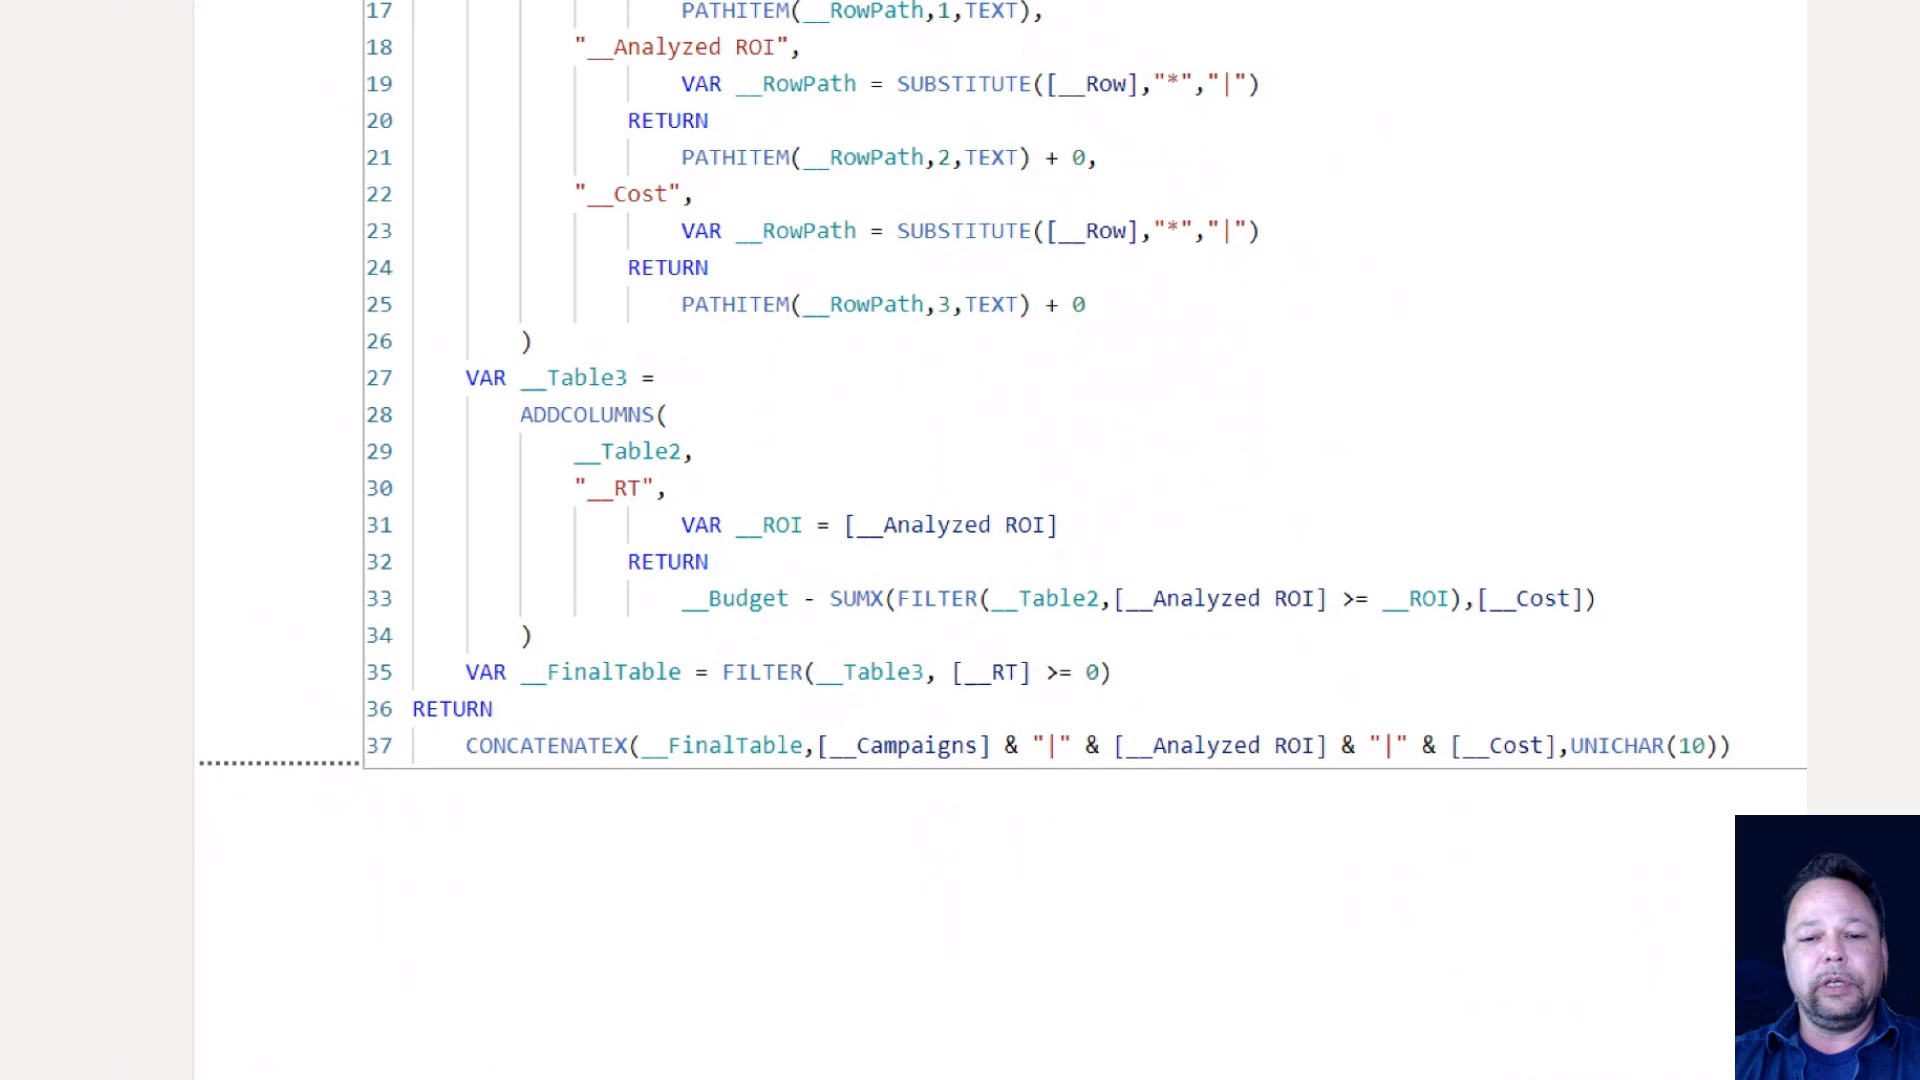 17 PATHITEM(__RowPath,1,TEXT),
18 "__Analyzed ROI",
19 VAR __RowPath = SUBSTITUTE([__Row],"*","|")
20 RETURN
21 PATHITEM(__RowPath,2,TEXT) + 0,
22 "__Cost",
23 VAR __RowPath = SUBSTITUTE([__Row],"*","|")
24 RETURN
25 PATHITEM(__RowPath,3,TEXT) + 0
26 )
27 VAR __Table3 =
28 ADDCOLUMNS(
29 __Table2,
30 "__RT",
31 VAR __ROI = [__Analyzed ROI]
32 RETURN
33 __Budget - SUMX(FILTER(__Table2,[__Analyzed ROI] >= __ROI),[__Cost])
34 )
35 VAR __FinalTable = FILTER(__Table3, [__RT] >= 0)
36 RETURN
37 CONCATENATEX(__FinalTable,[__Campaigns] & "|" & [__Analyzed ROI] & "|" & [__Cost],UNICHAR(10))